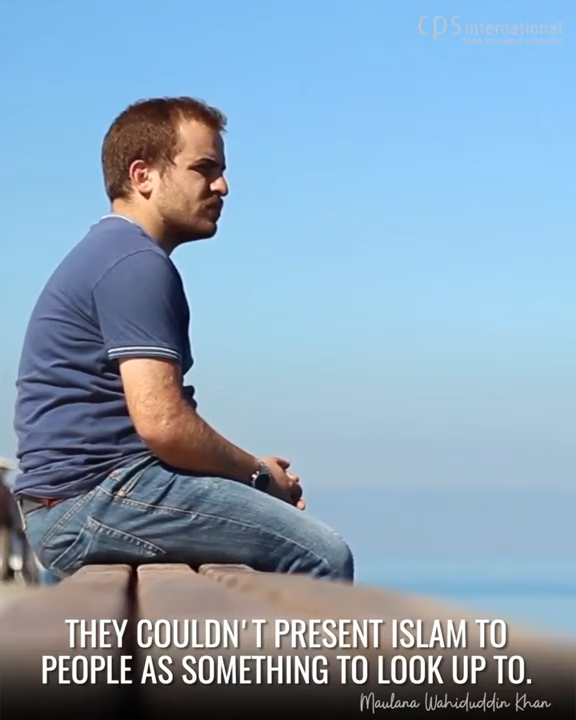 cps international
THEY COULDN'T PRESENT ISLAM TO
PEOPLE AS SOMETHING TO LOOK UP TO.
Maulana Wahiduddin Khan